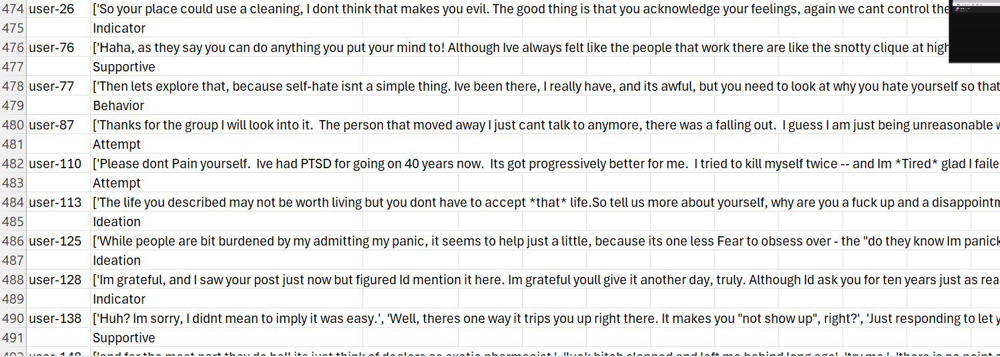 474 user-26 ['So your place could use a cleaning, I dont think that makes you evil. The good thing is that you acknowledge your feelings, again we cant control the
475 Indicator
476 user-76 ['Haha, as they say you can do anything you put your mind to! Although Ive always felt like the people that work there are like the snotty clique at high
477 Supportive
478 user-77 ['Then lets explore that, because self-hate isnt a simple thing. Ive been there, I really have, and its awful, but you need to look at why you hate yourself so that
479 Behavior
480 user-87 ['Thanks for the group I will look into it.  The person that moved away I just cant talk to anymore, there was a falling out.  I guess I am just being unreasonable w
481 Attempt
482 user-110 ['Please dont Pain yourself.  Ive had PTSD for going on 40 years now.  Its got progressively better for me.  I tried to kill myself twice -- and Im *Tired* glad I faile
483 Attempt
484 user-113 ['The life you described may not be worth living but you dont have to accept *that* life.So tell us more about yourself, why are you a fuck up and a disappointm
485 Ideation
486 user-125 ['While people are bit burdened by my admitting my panic, it seems to help just a little, because its one less Fear to obsess over - the "do they know Im panick
487 Ideation
488 user-128 ['Im grateful, and I saw your post just now but figured Id mention it here. Im grateful youll give it another day, truly. Although Id ask you for ten years just as rea
489 Indicator
490 user-138 ['Huh? Im sorry, I didnt mean to imply it was easy.', 'Well, theres one way it trips you up right there. It makes you "not show up", right?', 'Just responding to let y
491 Supportive